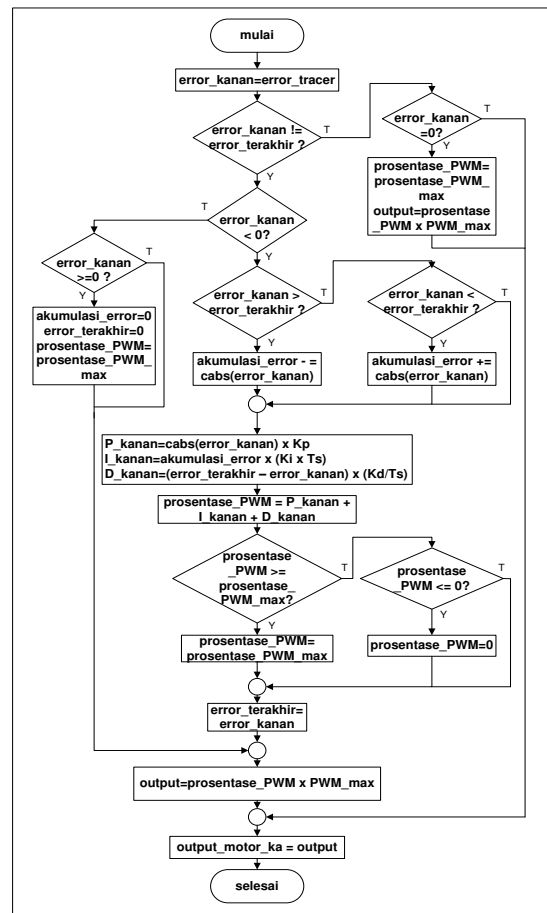 mulai
error_kanan=error_tracer
error_kanan !=
error_terakhir ?
T
Y
error_kanan
=0?
T
Y
prosentase_PWM=
prosentase_PWM_
max
output=prosentase
_PWM x PWM_max
error_kanan
< 0?
T
Y
error_kanan
>=0 ?
T
Y
akumulasi_error=0
error_terakhir=0
prosentase_PWM=
prosentase_PWM_
max
error_kanan >
error_terakhir ?
T
Y
error_kanan <
error_terakhir ?
T
Y
akumulasi_error - =
cabs(error_kanan)
akumulasi_error +=
cabs(error_kanan)
P_kanan=cabs(error_kanan) x Kp
I_kanan=akumulasi_error x (Ki x Ts)
D_kanan=(error_terakhir – error_kanan) x (Kd/Ts)
prosentase_PWM = P_kanan +
I_kanan + D_kanan
prosentase
_PWM >=
prosentase_
PWM_max?
T
Y
prosentase
_PWM <= 0?
T
Y
prosentase_PWM=
prosentase_PWM_max
prosentase_PWM=0
error_terakhir=
error_kanan
output=prosentase_PWM x PWM_max
output_motor_ka = output
selesai